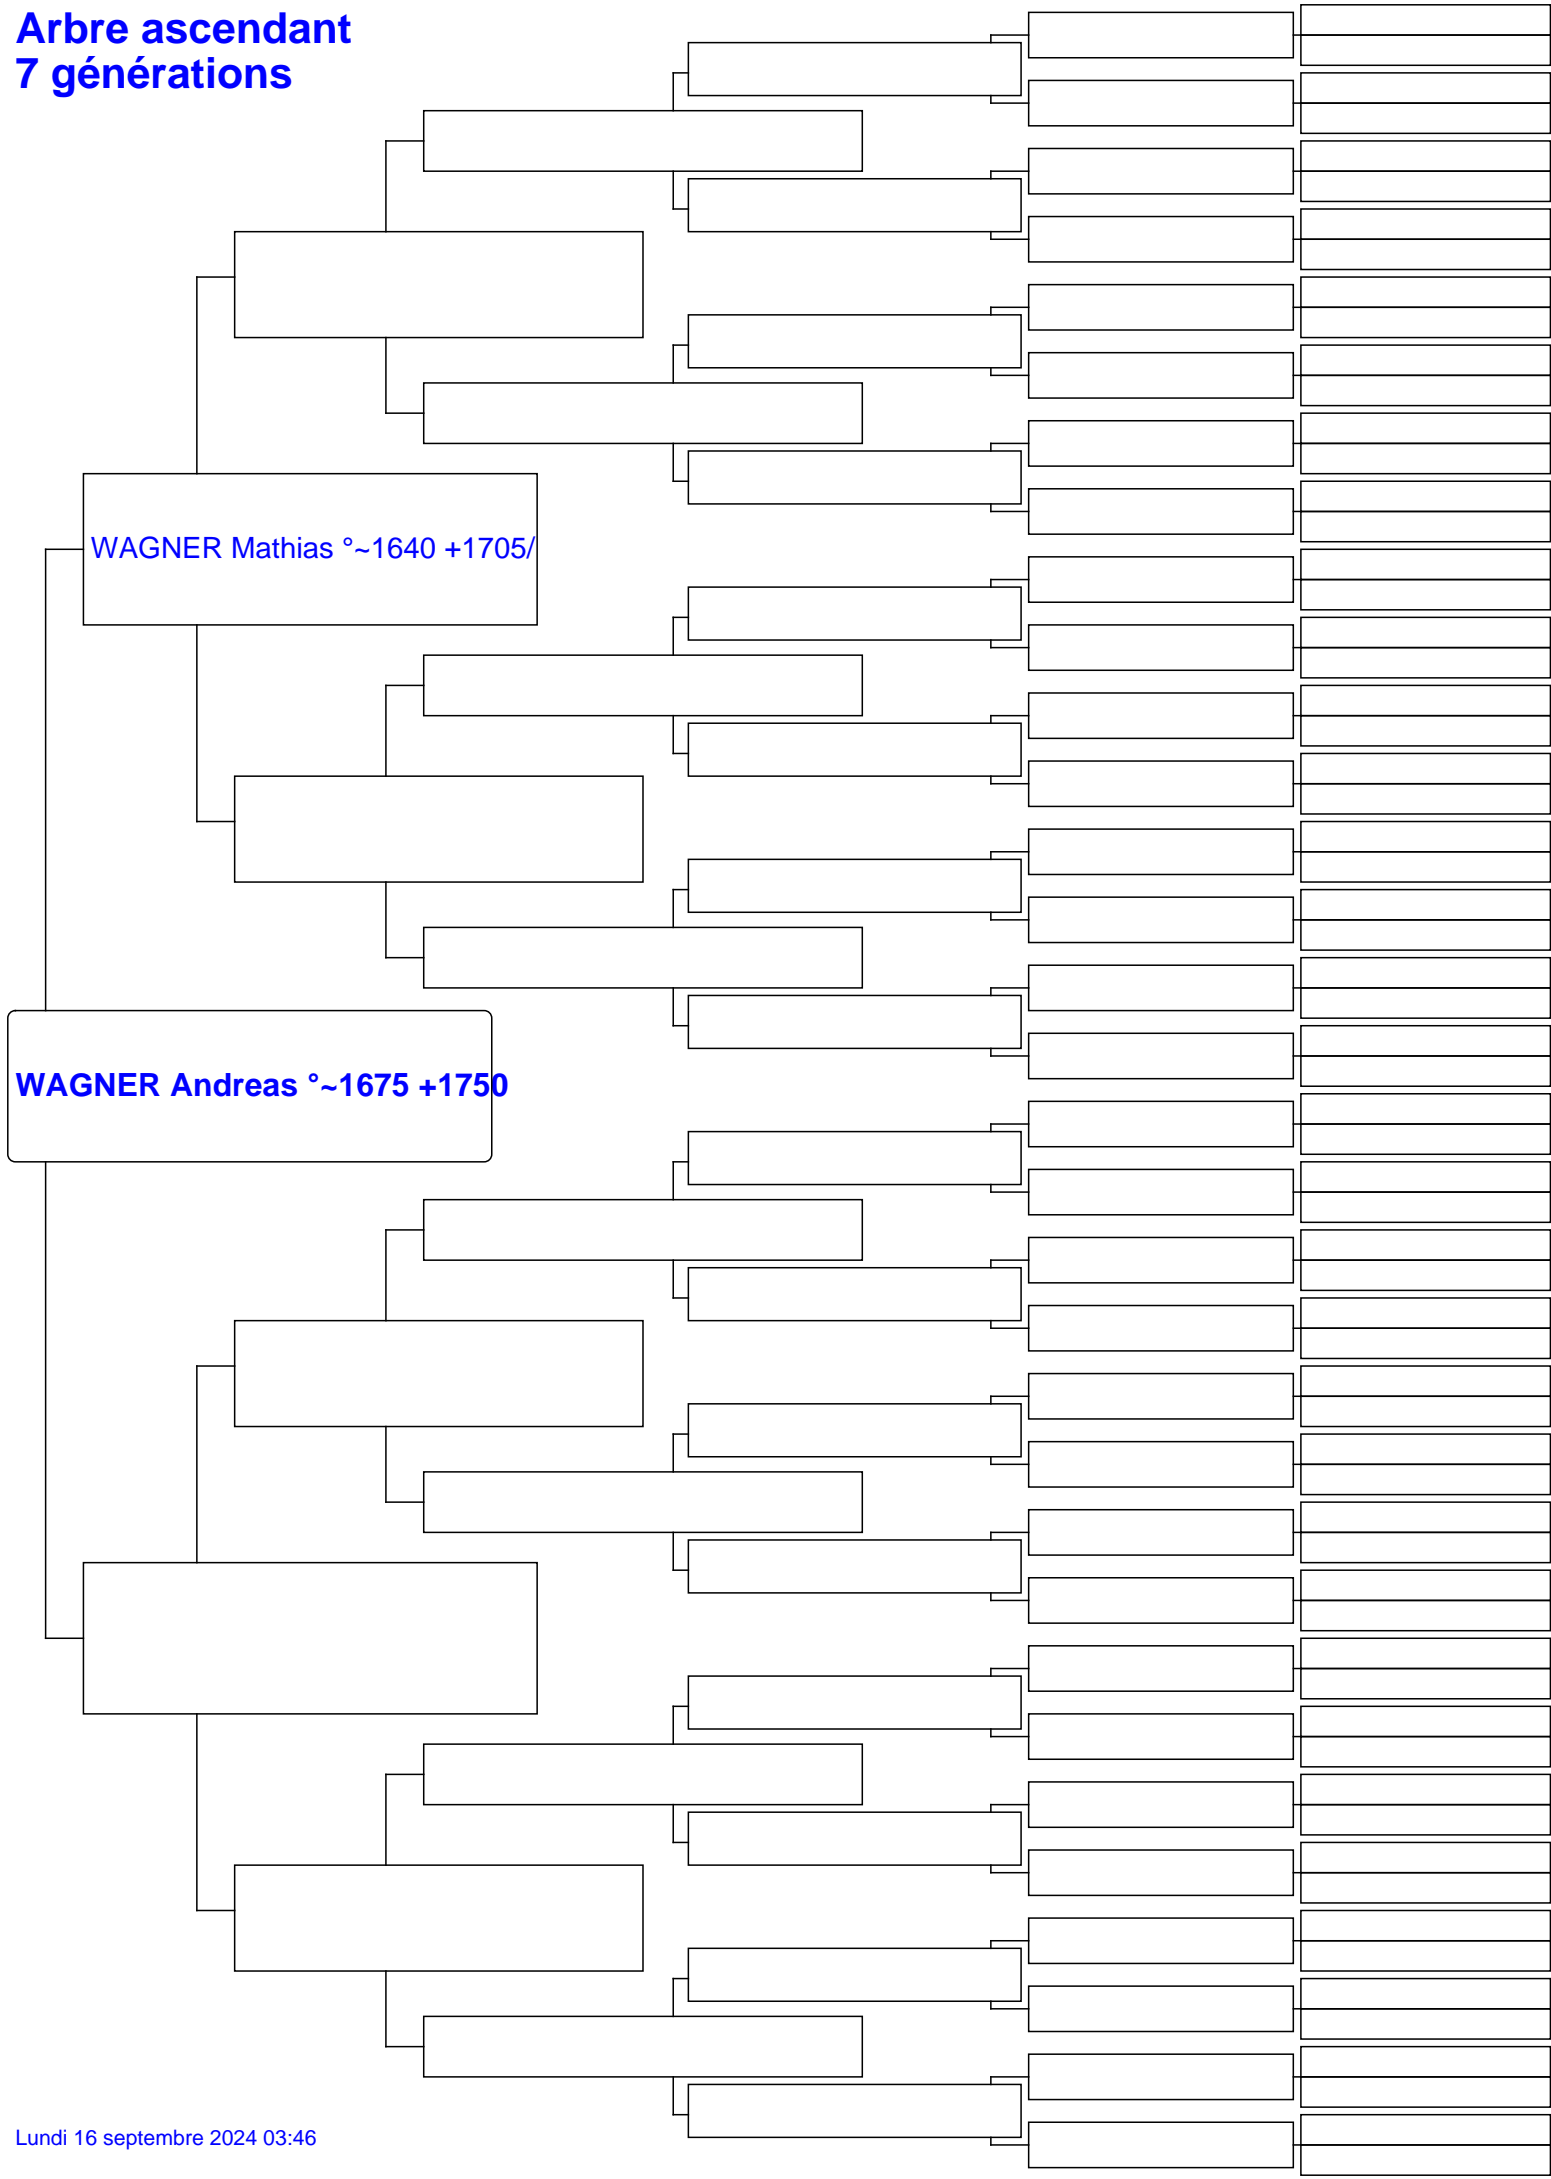 Arbre ascendant
7 générations
WAGNER Mathias °~1640 +1705/
WAGNER Andreas °~1675 +1750
Lundi 16 septembre 2024 03:46